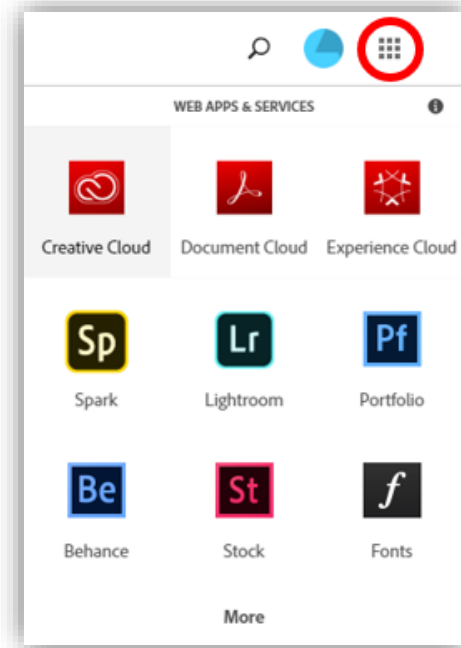 WEB APPS & SERVICES
Creative Cloud Document Cloud Experience Cloud
Sp Lr Pf
Spark Lightroom Portfolio
Be St f
Behance Stock Fonts
More